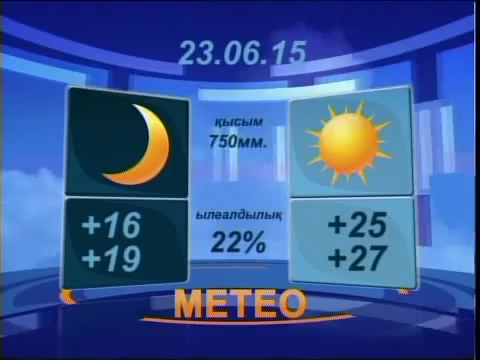 23.06.15
қысым
750мм.
+16
+19
ылғалдылық
22%
+25
+27
METEO